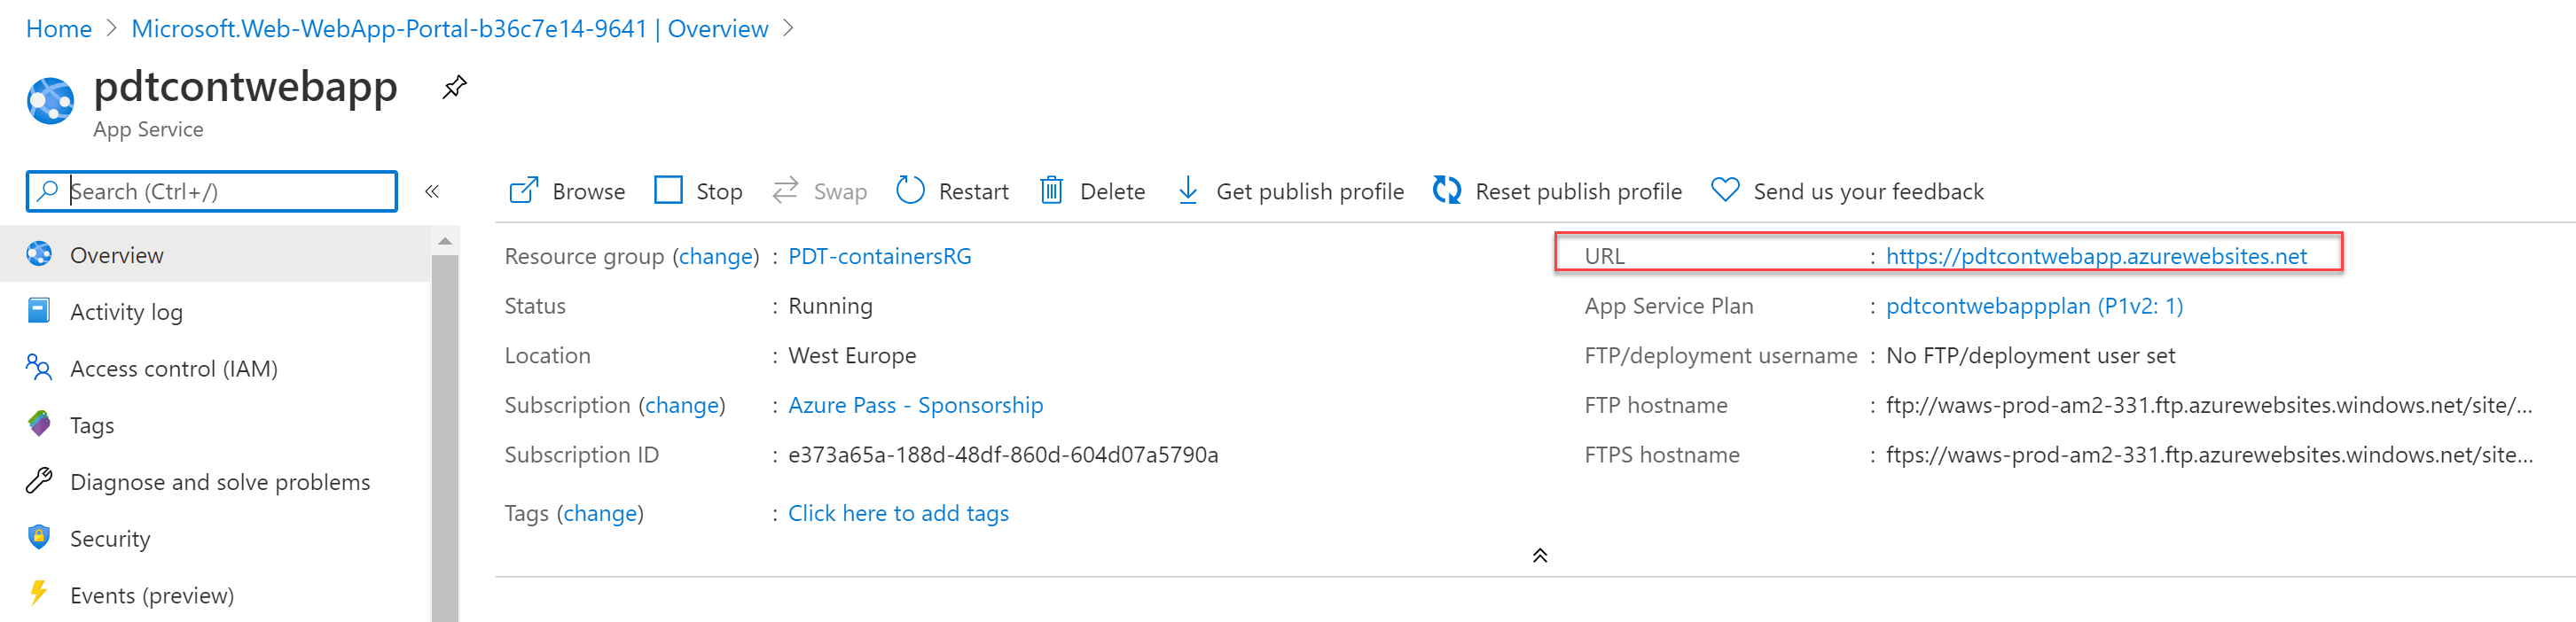 Home > Microsoft.Web-WebApp-Portal-b36c7e14-9641 | Overview >
pdtcontwebapp
App Service
Search (Ctrl+/)
«
Browse
Stop
Swap
Restart
Delete
Get publish profile
Reset publish profile
Send us your feedback
Overview
Activity log
Access control (IAM)
Tags
Diagnose and solve problems
Security
Events (preview)
Resource group (change) : PDT-containersRG
Status : Running
Location : West Europe
Subscription (change) : Azure Pass - Sponsorship
Subscription ID : e373a65a-188d-48df-860d-604d07a5790a
Tags (change) : Click here to add tags
URL : https://pdtcontwebapp.azurewebsites.net
App Service Plan : pdtcontwebappplan (P1v2: 1)
FTP/deployment username : No FTP/deployment user set
FTP hostname : ftp://waws-prod-am2-331.ftp.azurewebsites.windows.net/site/...
FTPS hostname : ftps://waws-prod-am2-331.ftp.azurewebsites.windows.net/site...